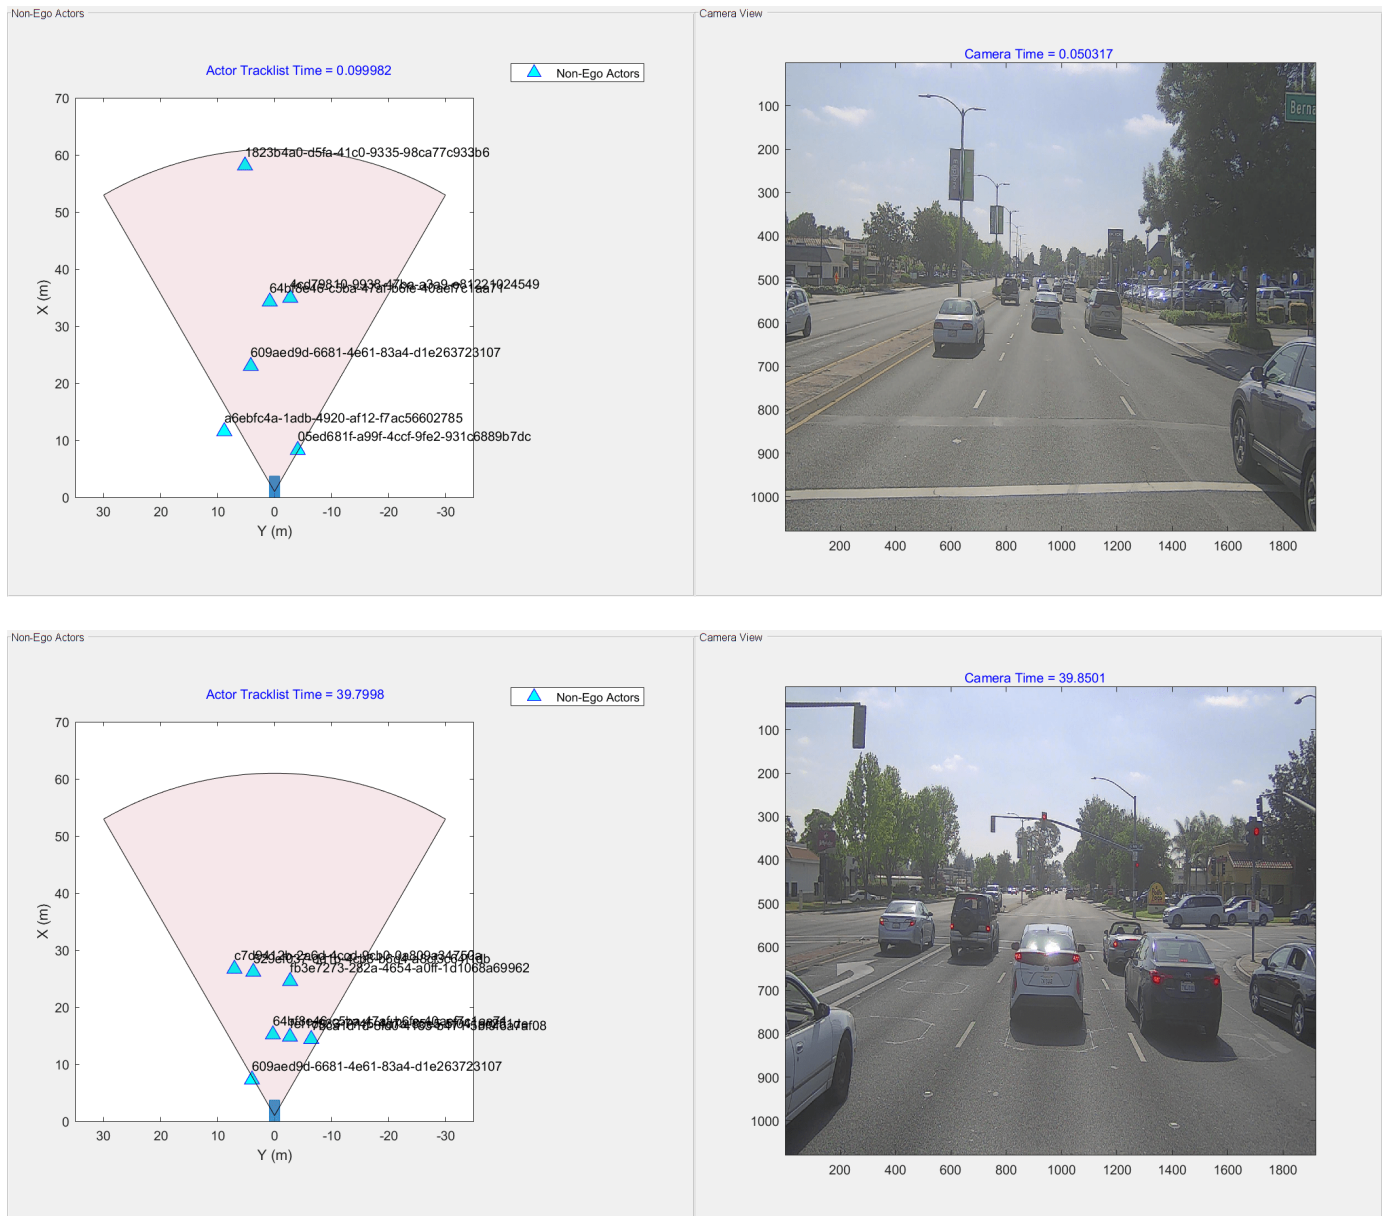 Non-Ego Actors
Camera View
Actor Tracklist Time = 0.099982
Non-Ego Actors
Camera Time = 0.050317
70
60
50
40
30
20
10
0
X (m)
30 20 10 0 -10 -20 -30
Y (m)
1823b4a0-d5fa-41c0-9335-98ca77c933b6
609aed9d-6681-4e61-83a4-d1e263723107
a6ebfc4a-1adb-4920-af12-f7ac56602785
05ed681f-a99f-4ccf-9fe2-931c6889b7dc
100
200
300
400
500
600
700
800
900
1000
200 400 600 800 1000 1200 1400 1600 1800
Berna
Non-Ego Actors
Camera View
Actor Tracklist Time = 39.7998
Non-Ego Actors
Camera Time = 39.8501
70
60
50
40
30
20
10
0
X (m)
30 20 10 0 -10 -20 -30
Y (m)
fb3e7273-282a-4654-a0ff-1d1068a69962
609aed9d-6681-4e61-83a4-d1e263723107
100
200
300
400
500
600
700
800
900
1000
200 400 600 800 1000 1200 1400 1600 1800